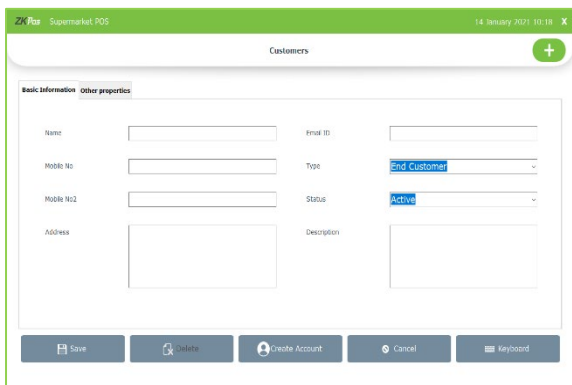 ZKPos Supermarket POS 14 January 2021 10:18 X
Customers
+
Basic Information Other properties
Name Email ID
Mobile No Type End Customer
Mobile No2 Status Active
Address Description
Save Delete Create Account Cancel Keyboard